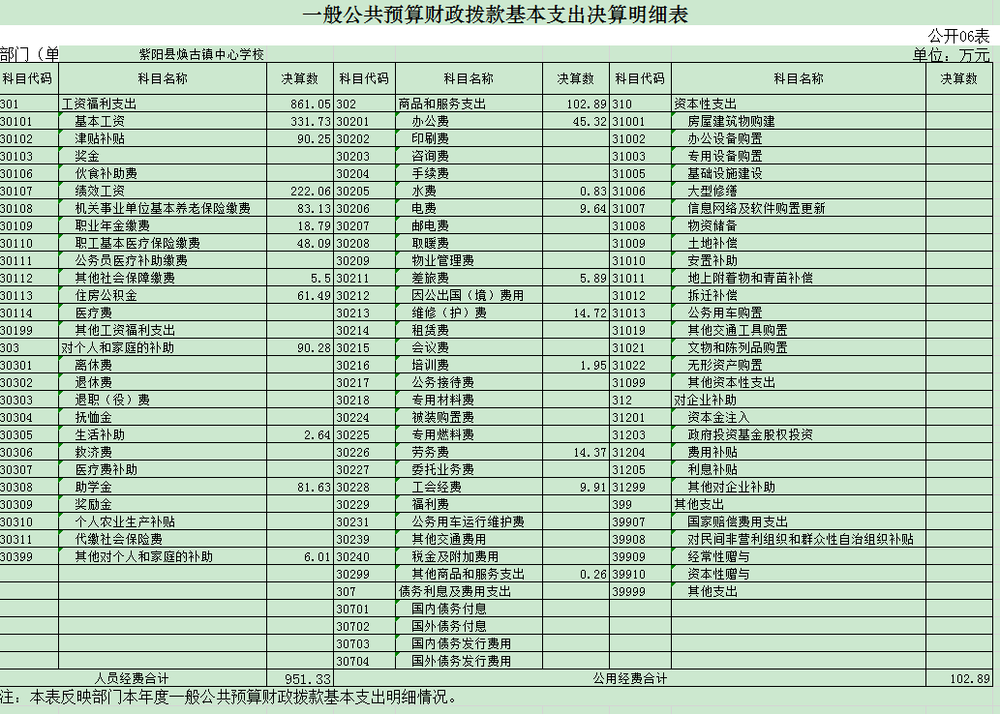 一般公共预算财政拨款基本支出决算明细表
公开06表
部门（单 紫阳县焕古镇中心学校 单位：万元
科目代码 科目名称 决算数 科目代码 科目名称 决算数 科目代码 科目名称 决算数
301 工资福利支出 861.05 302 商品和服务支出 102.89 310 资本性支出
30101 基本工资 331.73 30201 办公费 45.32 31001 房屋建筑物购建
30102 津贴补贴 90.25 30202 印刷费 31002 办公设备购置
30103 奖金 30203 咨询费 31003 专用设备购置
30106 伙食补助费 30204 手续费 31005 基础设施建设
30107 绩效工资 222.06 30205 水费 0.83 31006 大型修缮
30108 机关事业单位基本养老保险缴费 83.13 30206 电费 9.64 31007 信息网络及软件购置更新
30109 职业年金缴费 18.79 30207 邮电费 31008 物资储备
30110 职工基本医疗保险缴费 48.09 30208 取暖费 31009 土地补偿
30111 公务员医疗补助缴费 30209 物业管理费 31010 安置补助
30112 其他社会保障缴费 5.5 30211 差旅费 5.89 31011 地上附着物和青苗补偿
30113 住房公积金 61.49 30212 因公出国（境）费用 31012 拆迁补偿
30114 医疗费 30213 维修（护）费 14.72 31013 公务用车购置
30199 其他工资福利支出 30214 租赁费 31019 其他交通工具购置
303 对个人和家庭的补助 90.28 30215 会议费 31021 文物和陈列品购置
30301 离休费 30216 培训费 1.95 31022 无形资产购置
30302 退休费 30217 公务接待费 31099 其他资本性支出
30303 退职（役）费 30218 专用材料费 312 对企业补助
30304 抚恤金 30224 被装购置费 31201 资本金注入
30305 生活补助 2.64 30225 专用燃料费 31203 政府投资基金股权投资
30306 救济费 30226 劳务费 14.37 31204 费用补贴
30307 医疗费补助 30227 委托业务费 31205 利息补贴
30308 助学金 81.63 30228 工会经费 9.91 31299 其他对企业补助
30309 奖励金 30229 福利费 399 其他支出
30310 个人农业生产补贴 30231 公务用车运行维护费 39907 国家赔偿费用支出
30311 代缴社会保险费 30239 其他交通费用 39908 对民间非营利组织和群众性自治组织补贴
30399 其他对个人和家庭的补助 6.01 30240 税金及附加费用 39909 经常性赠与
30299 其他商品和服务支出 0.26 39910 资本性赠与
307 债务利息及费用支出 39999 其他支出
30701 国内债务付息
30702 国外债务付息
30703 国内债务发行费用
30704 国外债务发行费用
人员经费合计 951.33 公用经费合计 102.89
注：本表反映部门本年度一般公共预算财政拨款基本支出明细情况。